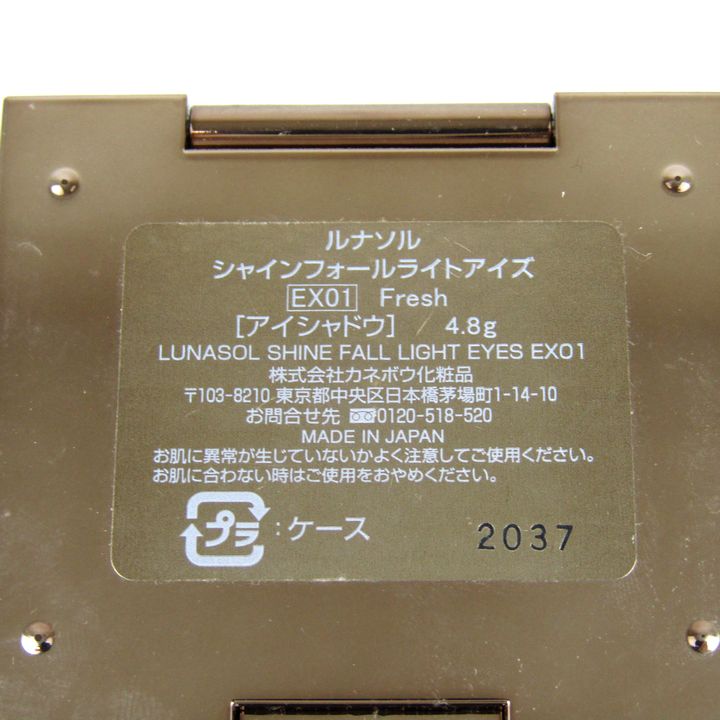 ルナソル
シャインフォールライトアイズ
EX01 Fresh
[アイシャドウ] 4.8g
LUNASOL SHINE FALL LIGHT EYES EX01
株式会社カネボウ化粧品
〒103-8210 東京都中央区日本橋茅場町1-14-10
お問合せ先 0120-518-520
MADE IN JAPAN
お肌に異常が生じていないかよく注意してご使用ください。
お肌に合わない時はご使用をおやめください。
プラ :ケース
2037